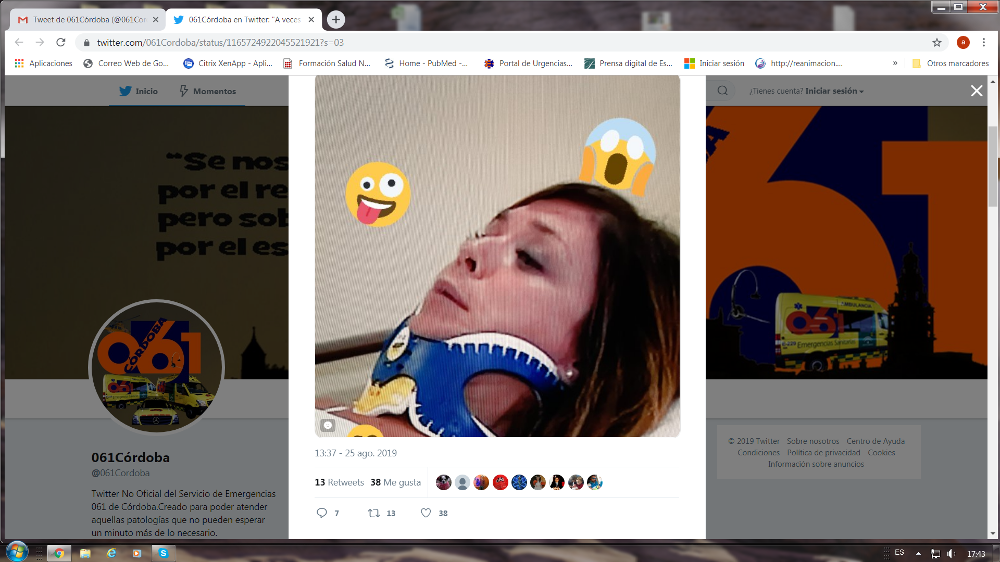 Tweet de 061Córdoba (@061Cor
061Córdoba en Twitter: "A veces
twitter.com/061Cordoba/status/1165724922045521921?s=03
a
Aplicaciones
Correo Web de Go...
Citrix XenApp - Apli...
Formación Salud N...
Home - PubMed -...
Portal de Urgencias...
Prensa digital de Es...
Iniciar sesión
http://reanimacion....
»
Otros marcadores
Inicio
Momentos
¿Tienes cuenta? Iniciar sesión
“Se nos
por el re
pero sob
por el es
AMBULANCIA
061
E-229 Emergencias Sanitarias
CÓRDOBA
061
061
Emergencias Sanitarias
061Córdoba
@061Cordoba
Twitter No Oficial del Servicio de Emergencias
061 de Córdoba.Creado para poder atender
aquellas patologías que no pueden esperar
un minuto más de lo necesario.
13:37 - 25 ago. 2019
13 Retweets 38 Me gusta
7
13
38
© 2019 Twitter Sobre nosotros Centro de Ayuda
Condiciones Política de privacidad Cookies
Información sobre anuncios
ES
17:43